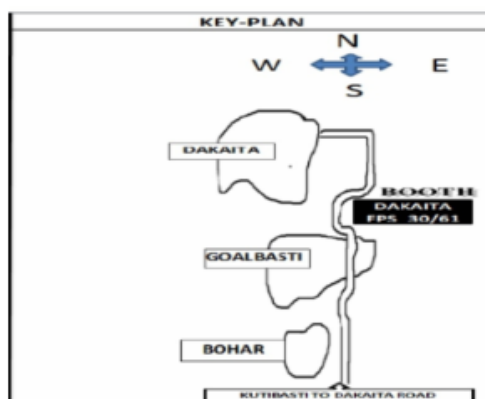 KEY-PLAN
N
W E
S
DAKAITA
BOOTH
DAKAITA
FPS 30/61
GOALBASTI
BOHAR
KUTIBASTI TO DAKAITA ROAD